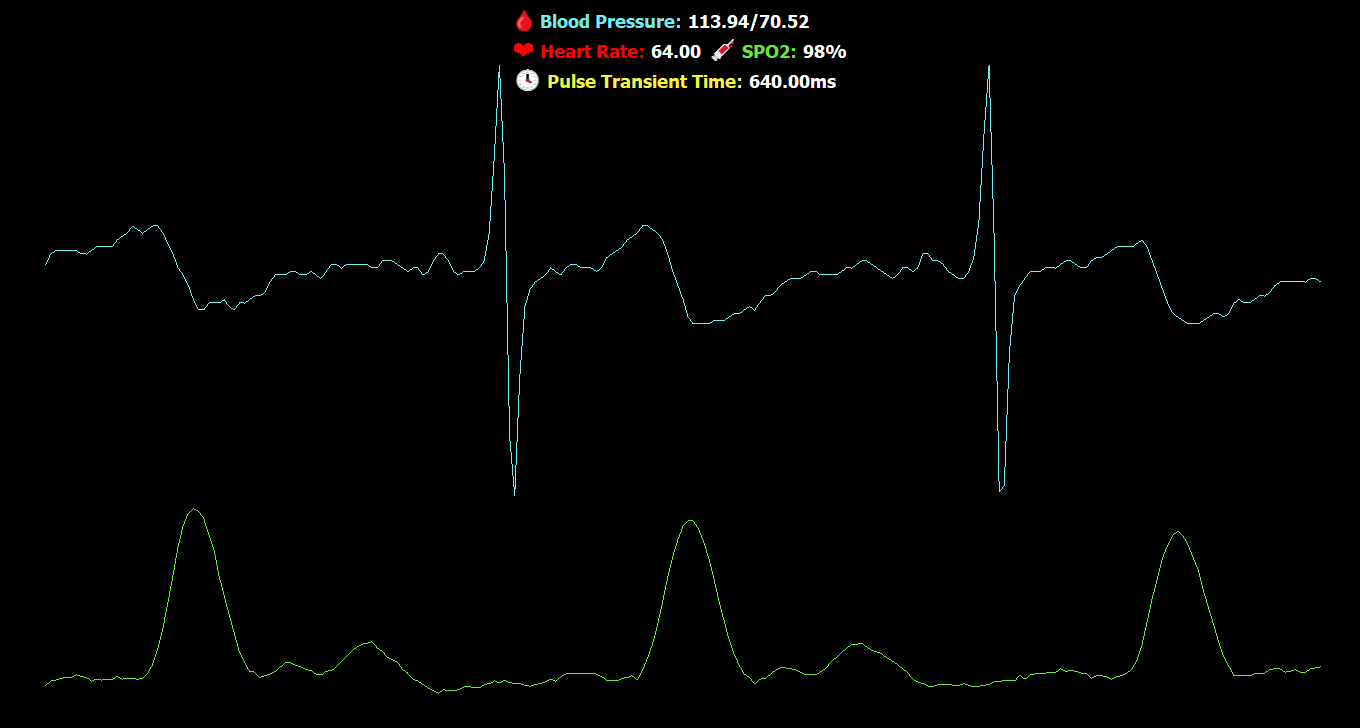 Blood Pressure: 113.94/70.52
Heart Rate: 64.00 SPO2: 98%
Pulse Transient Time: 640.00ms